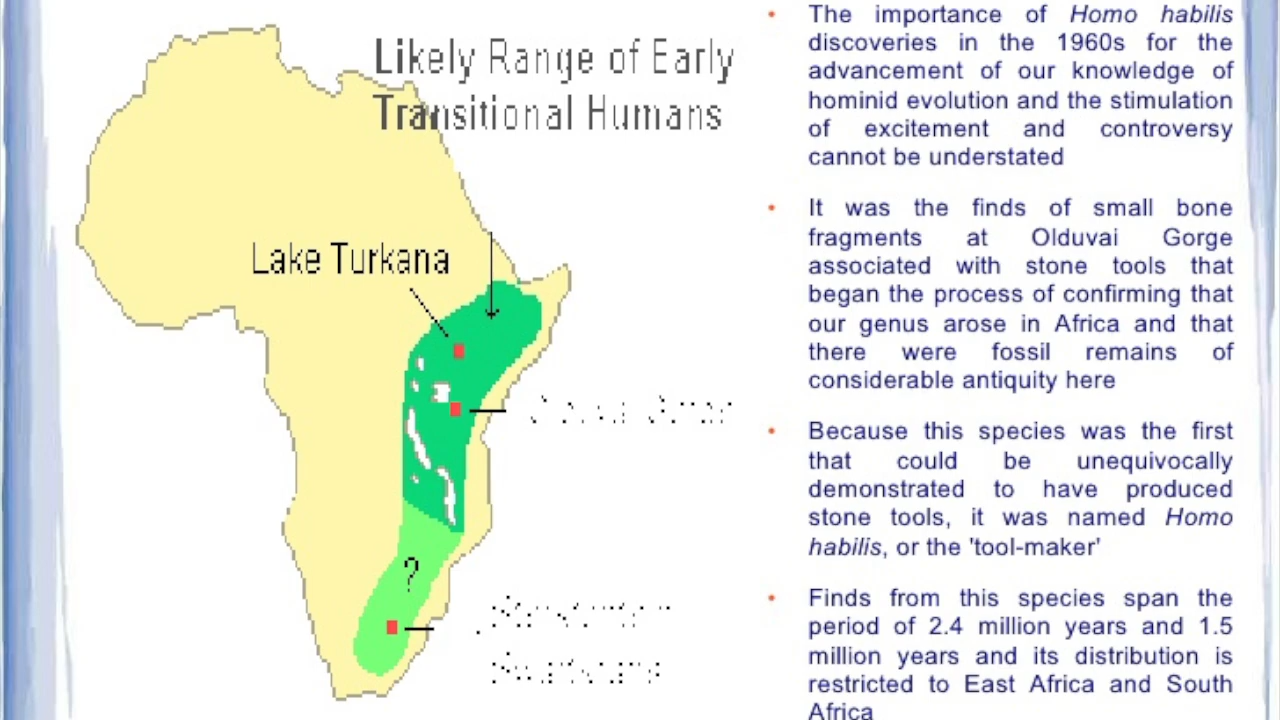 Likely Range of Early
Transitional Humans
Lake Turkana
?
• The importance of Homo habilis
discoveries in the 1960s for the
advancement of our knowledge of
hominid evolution and the stimulation
of excitement and controversy
cannot be understated
• It was the finds of small bone
fragments at Olduvai Gorge
associated with stone tools that
began the process of confirming that
our genus arose in Africa and that
there were fossil remains of
considerable antiquity here
• Because this species was the first
that could be unequivocally
demonstrated to have produced
stone tools, it was named Homo
habilis, or the 'tool-maker'
• Finds from this species span the
period of 2.4 million years and 1.5
million years and its distribution is
restricted to East Africa and South
Africa